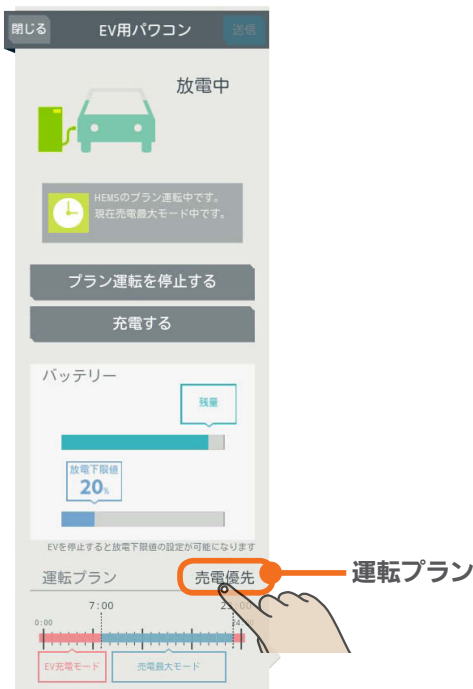 閉じる EV用パワコン 送信
放電中
HEMSのプラン運転中です。
現在売電最大モード中です。
プラン運転を停止する
充電する
バッテリー
残量
放電下限値
20%
EVを停止すると放電下限値の設定が可能になります
運転プラン 売電優先 運転プラン
7:00 23:00
0:00 24:00
EV充電モード 売電最大モード